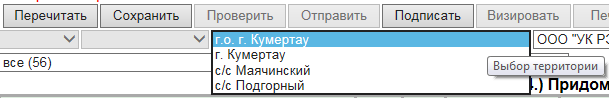 Перечитать Сохранить Проверить Отправить Подписать Визировать
г.о. г. Кумертау ООО "УК
г. Кумертау
все (56) с/с Маячинский Выбор территории
с/с Подгорный .) Придом